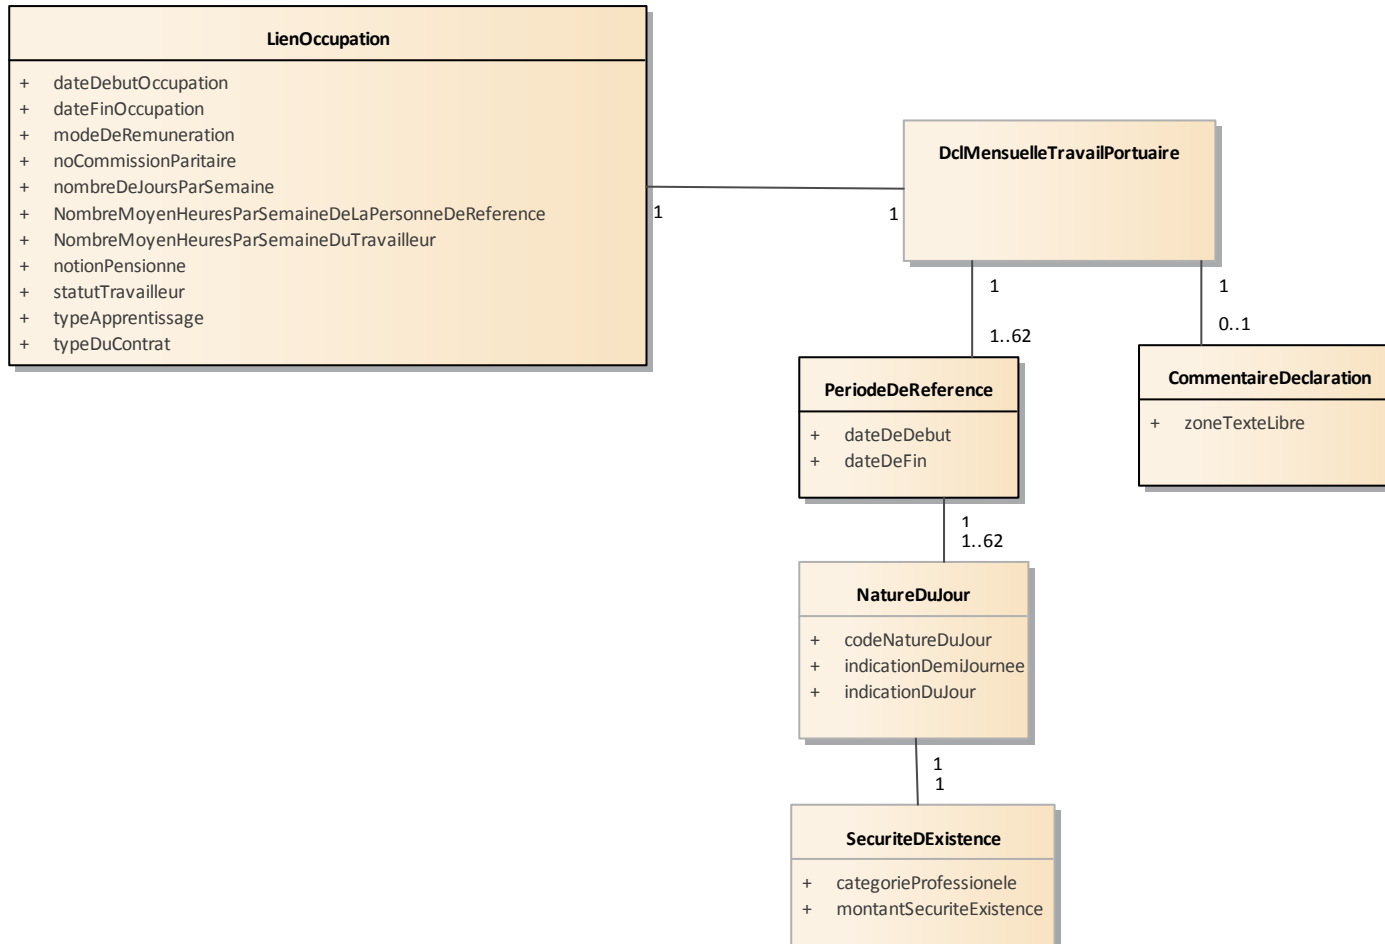 LienOccupation
+ dateDebutOccupation
+ dateFinOccupation
+ modeDeRemuneration
+ noCommissionParitaire
+ nombreDeJoursParSemaine
+ NombreMoyenHeuresParSemaineDeLaPersonneDeReference
+ NombreMoyenHeuresParSemaineDuTravailleur
+ notionPensionne
+ statutTravailleur
+ typeApprentissage
+ typeDuContrat
1
1
DclMensuelleTravailPortuaire
1
1..62
1
0..1
PeriodeDeReference
+ dateDeDebut
+ dateDeFin
CommentaireDeclaration
+ zoneTexteLibre
1
1..62
NatureDuJour
+ codeNatureDuJour
+ indicationDemiJournee
+ indicationDuJour
1
1
SecuriteDExistence
+ categorieProfessionele
+ montantSecuriteExistence